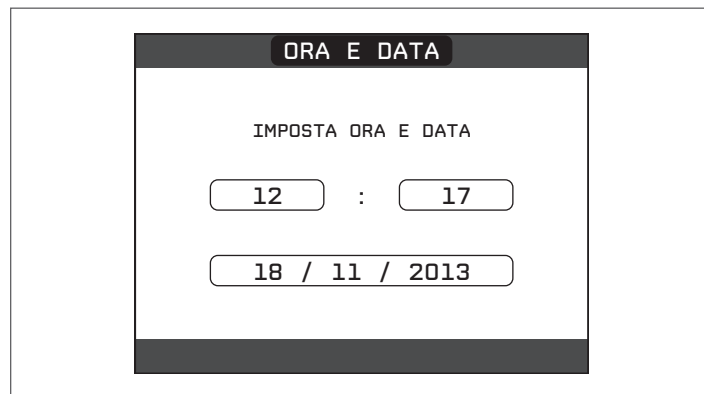 ORA E DATA
IMPOSTA ORA E DATA
12 : 17
18 / 11 / 2013